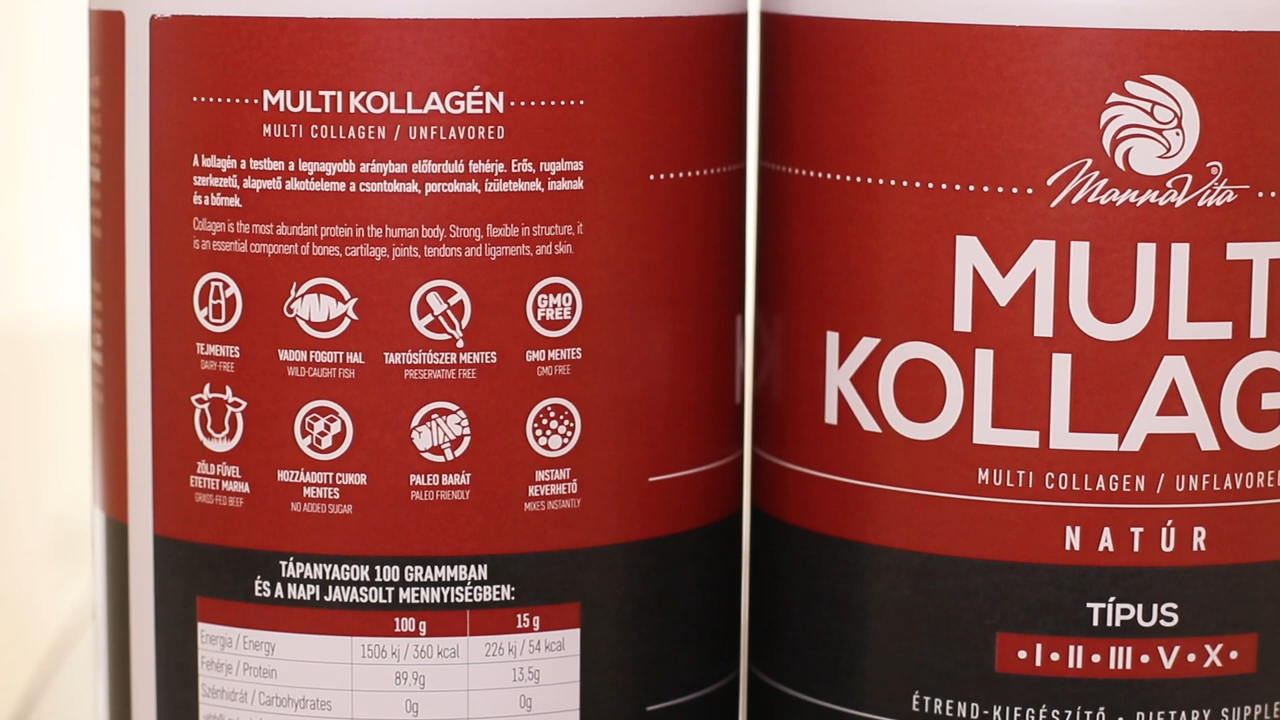 MULTI KOLLAGÉN
MULTI COLLAGEN / UNFLAVORED
A kollagén a testben a legnagyobb arányban előforduló fehérje. Erős, rugalmas
szerkezetű, alapvető alkotóeleme a csontoknak, porcoknak, ízületeknek, inaknak
és a bőrnek.
Collagen is the most abundant protein in the human body. Strong, flexible in structure, it
is an essential component of bones, cartilage, joints, tendons and ligaments, and skin.
GMO
FREE
TEJMENTES
DAIRY-FREE
VADON FOGOTT HAL
WILD-CAUGHT FISH
TARTÓSÍTÓSZER MENTES
PRESERVATIVE FREE
GMO MENTES
GMO FREE
ZÖLD FŰVEL
ETETETT MARHA
GRASS-FED BEEF
HOZZÁADOTT CUKOR
MENTES
NO ADDED SUGAR
PALEO BARÁT
PALEO FRIENDLY
INSTANT
KEVERHETŐ
MIXES INSTANTLY
TÁPANYAGOK 100 GRAMMBAN
ÉS A NAPI JAVASOLT MENNYISÉGBEN:
100 g 15 g
Energia / Energy 1506 kj / 360 kcal 226 kj / 54 kcal
Fehérje / Protein 89,9g 13,5g
Szénhidrát / Carbohydrates 0g 0g
MannaVita
MULT
KOLLAG
MULTI COLLAGEN / UNFLAVORED
NATÚR
TÍPUS
• I • II • III • V • X •
ÉTREND-KIEGÉSZÍTŐ • DIETARY SUPPLE